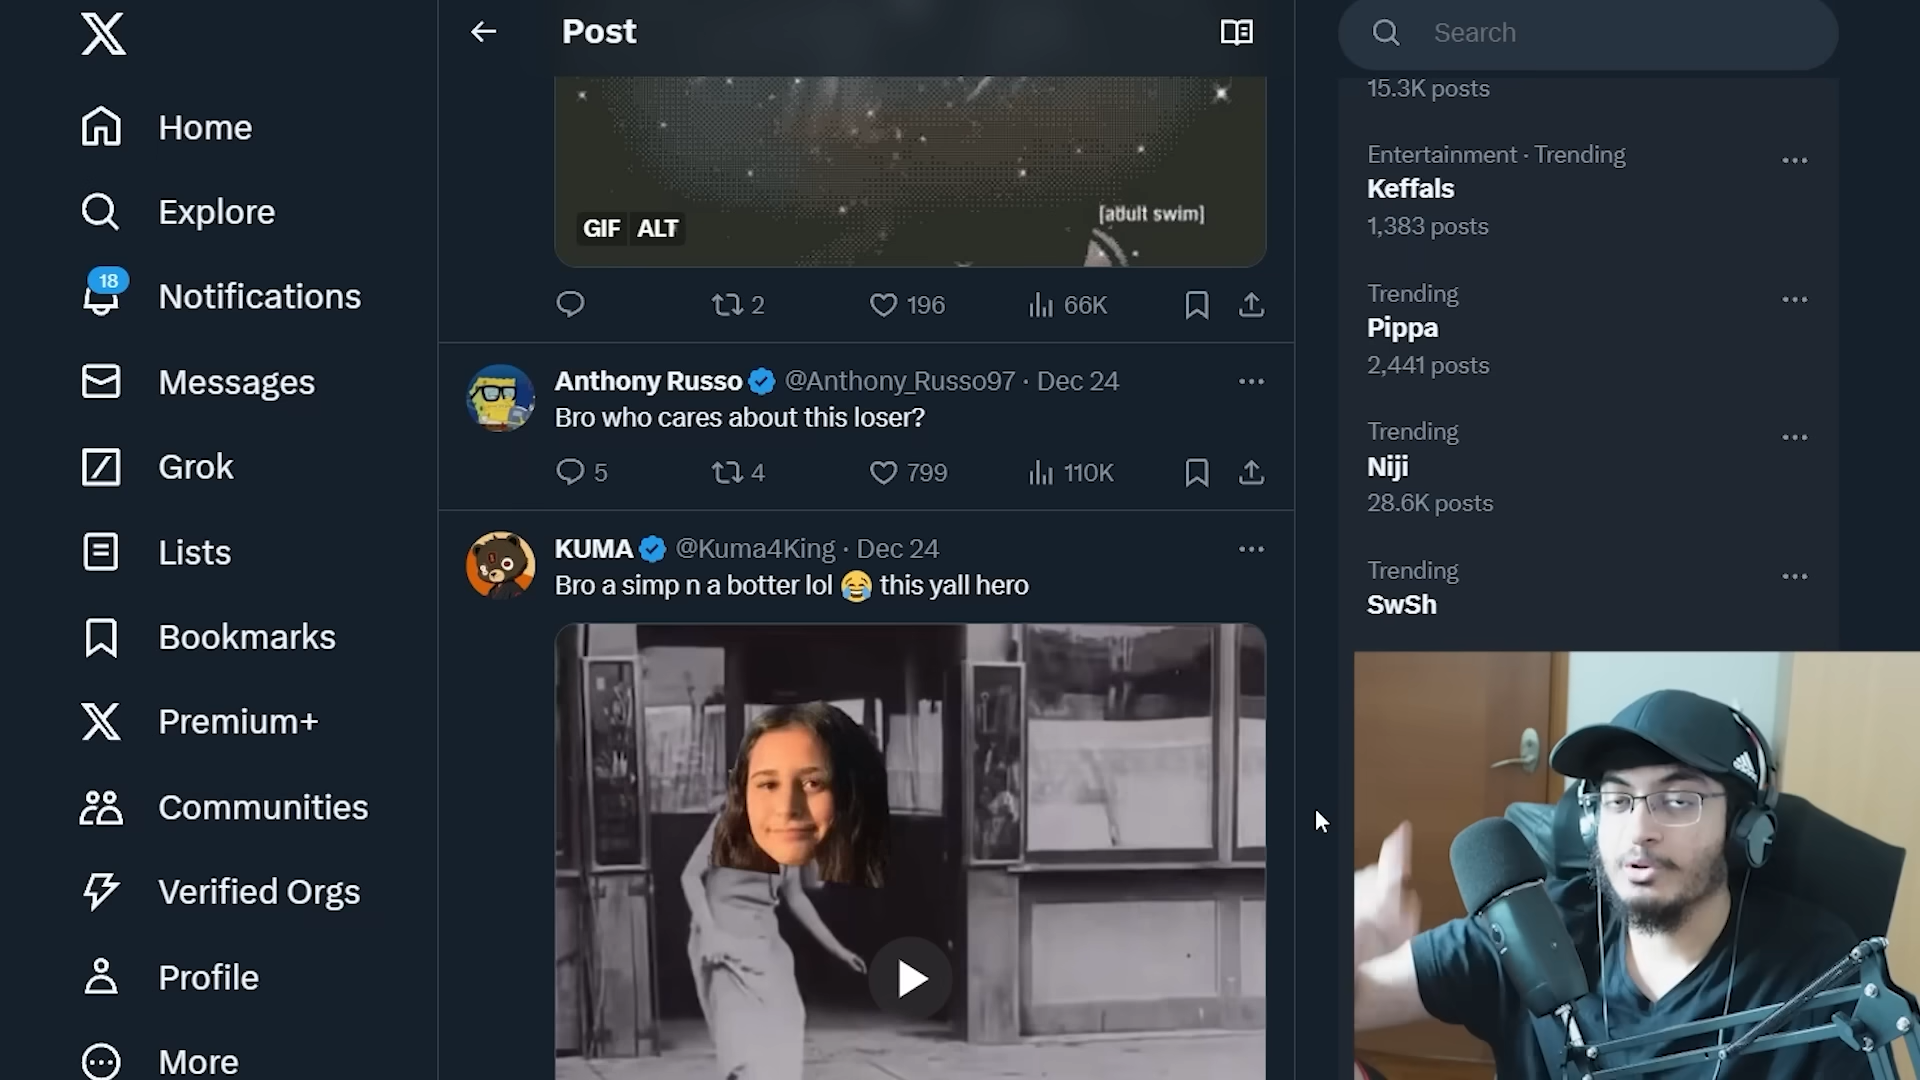 Home
Explore
18
Notifications
Messages
Grok
Lists
Bookmarks
Premium+
Communities
Verified Orgs
Profile
More
Post
[adult swim]
GIF ALT
2 196 66K
Anthony Russo @Anthony_Russo97 · Dec 24
Bro who cares about this loser?
5 4 799 110K
KUMA @Kuma4King · Dec 24
Bro a simp n a botter lol 😂 this yall hero
Search
15.3K posts
Entertainment · Trending
Keffals
1,383 posts
Trending
Pippa
2,441 posts
Trending
Niji
28.6K posts
Trending
SwSh